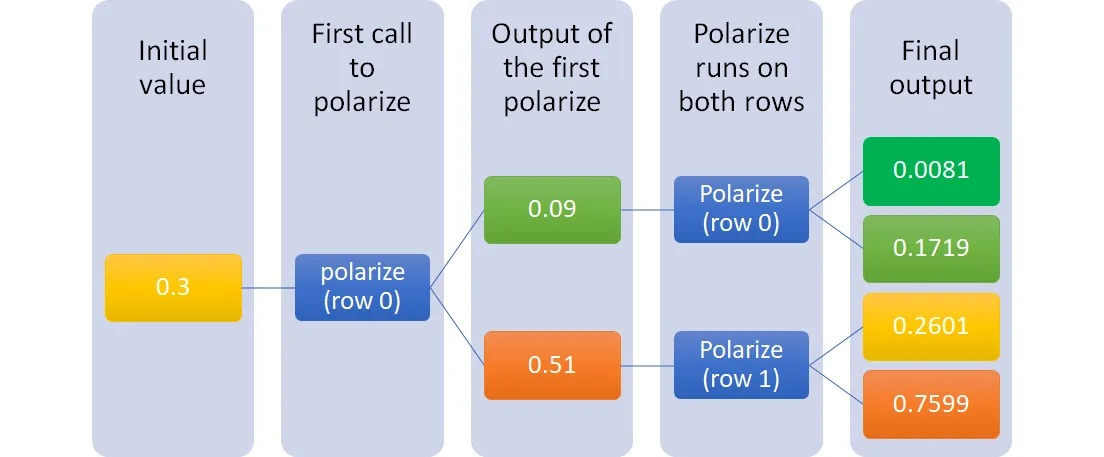 Initial
value
First call
to
polarize
Output of
the first
polarize
Polarize
runs on
both rows
Final
output
0.3
polarize
(row 0)
0.09
0.51
Polarize
(row 0)
Polarize
(row 1)
0.0081
0.1719
0.2601
0.7599